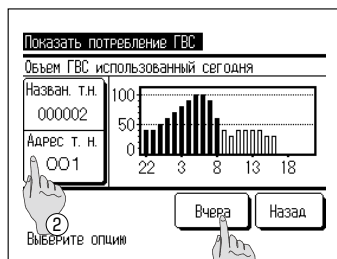 Показать потребление ГВС
Объем ГВС использованный сегодня
Назван. т.н.
000002
Адрес т. н.
001
100
50
0
22 3 8 13 18
2
Вчера Назад
Выберите опцию